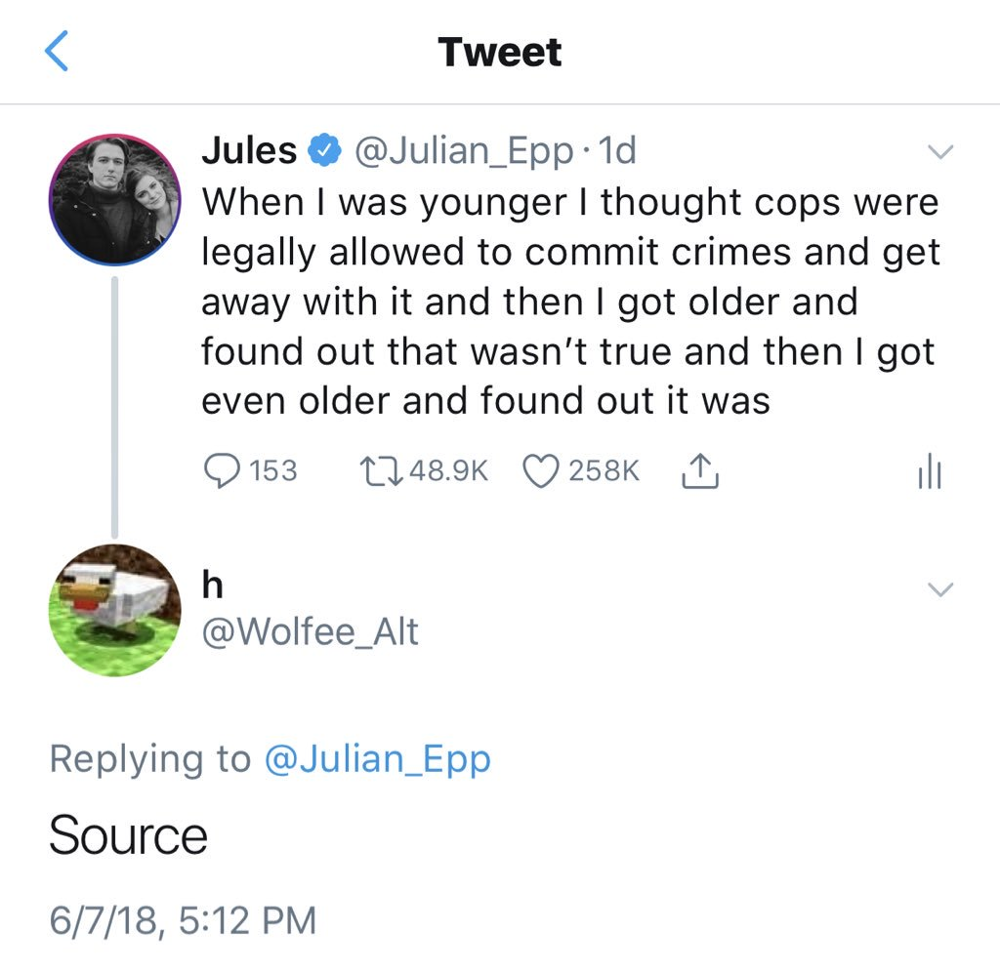 Tweet
Jules @Julian_Epp · 1d
When I was younger I thought cops were
legally allowed to commit crimes and get
away with it and then I got older and
found out that wasn’t true and then I got
even older and found out it was
153 48.9K 258K
h
@Wolfee_Alt
Replying to @Julian_Epp
Source
6/7/18, 5:12 PM